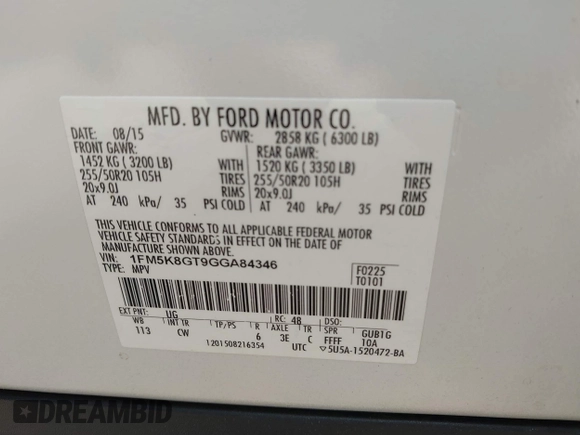 MFD. BY FORD MOTOR CO.
DATE: 08/15 GVWR: 2858 KG ( 6300 LB)
FRONT GAWR: REAR GAWR:
1452 KG ( 3200 LB) WITH 1520 KG ( 3350 LB) WITH
255/50R20 105H TIRES 255/50R20 105H TIRES
20x9.0J RIMS 20x9.0J RIMS
AT 240 kPa/ 35 PSI COLD AT 240 kPa/ 35 PSI COLD
THIS VEHICLE CONFORMS TO ALL APPLICABLE FEDERAL MOTOR
VEHICLE SAFETY STANDARDS IN EFFECT ON THE DATE OF
MANUFACTURE SHOWN ABOVE.
VIN: 1FM5K8GT9GGA84346 F0225
TYPE: MPV T0101
EXT PNT: UG RC: 48 DSO:
WB INT TR TP/PS R AXLE TR SPR GUBTG
113 CW 6 3E C FFFF 10A
1201508216354 UTC ▽5U5A-1520472-BA
DREAMBID